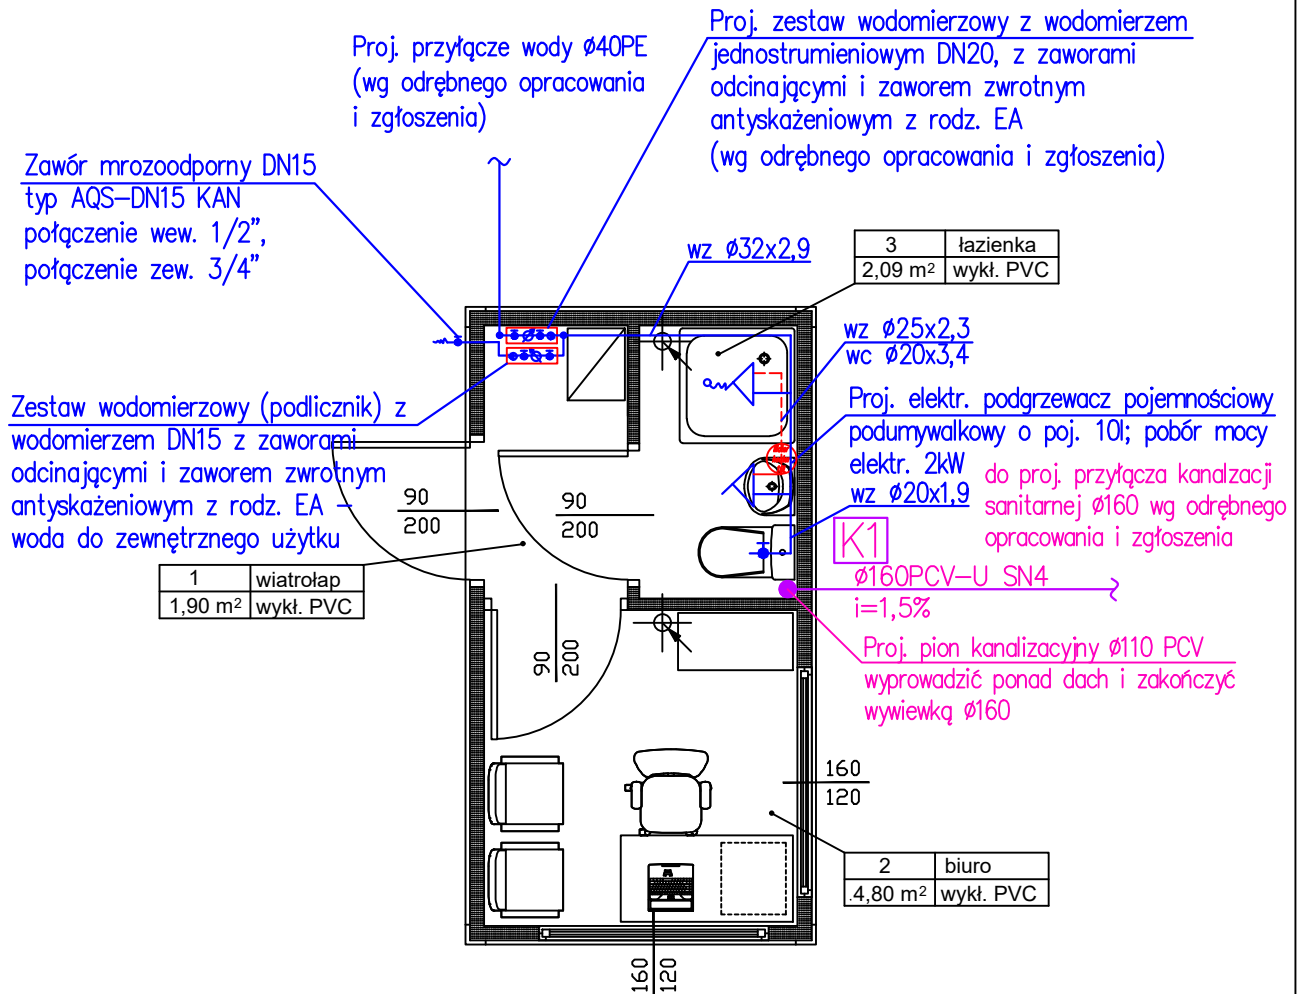 Proj. przyłącze wody Ø40PE
(wg odrębnego opracowania
i zgłoszenia)
Proj. zestaw wodomierzowy z wodomierzem
jednostrumieniowym DN20, z zaworami
odcinającymi i zaworem zwrotnym
antyskażeniowym z rodz. EA
(wg odrębnego opracowania i zgłoszenia)
Zawór mrozoodporny DN15
typ AQS-DN15 KAN
połączenie wew. 1/2",
połączenie zew. 3/4"
wz Ø32x2,9
3 łazienka
2,09 m² wykł. PVC
wz Ø25x2,3
wc Ø20x3,4
Zestaw wodomierzowy (podlicznik) z
wodomierzem DN15 z zaworami
odcinającymi i zaworem zwrotnym
antyskażeniowym z rodz. EA -
woda do zewnętrznego użytku
Proj. elektr. podgrzewacz pojemnościowy
podumywalkowy o poj. 10l; pobór mocy
elektr. 2kW
wz Ø20x1,9
do proj. przyłącza kanalzacji
sanitarnej Ø160 wg odrębnego
opracowania i zgłoszenia
90
200
90
200
K1
1 wiatrołap
1,90 m² wykł. PVC
Ø160PCV-U SN4
i=1,5%
90
200
Proj. pion kanalizacyjny Ø110 PCV
wyprowadzić ponad dach i zakończyć
wywiewką Ø160
160
120
2 biuro
.4,80 m² wykł. PVC
160
120